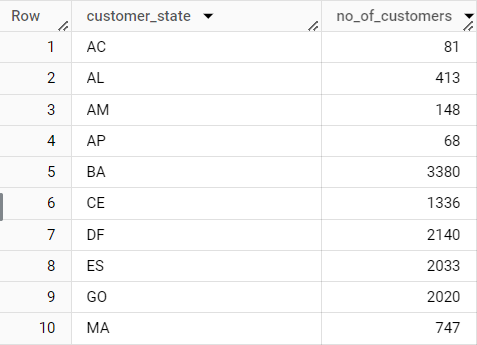 Row customer_state no_of_customers
1 AC 81
2 AL 413
3 AM 148
4 AP 68
5 BA 3380
6 CE 1336
7 DF 2140
8 ES 2033
9 GO 2020
10 MA 747